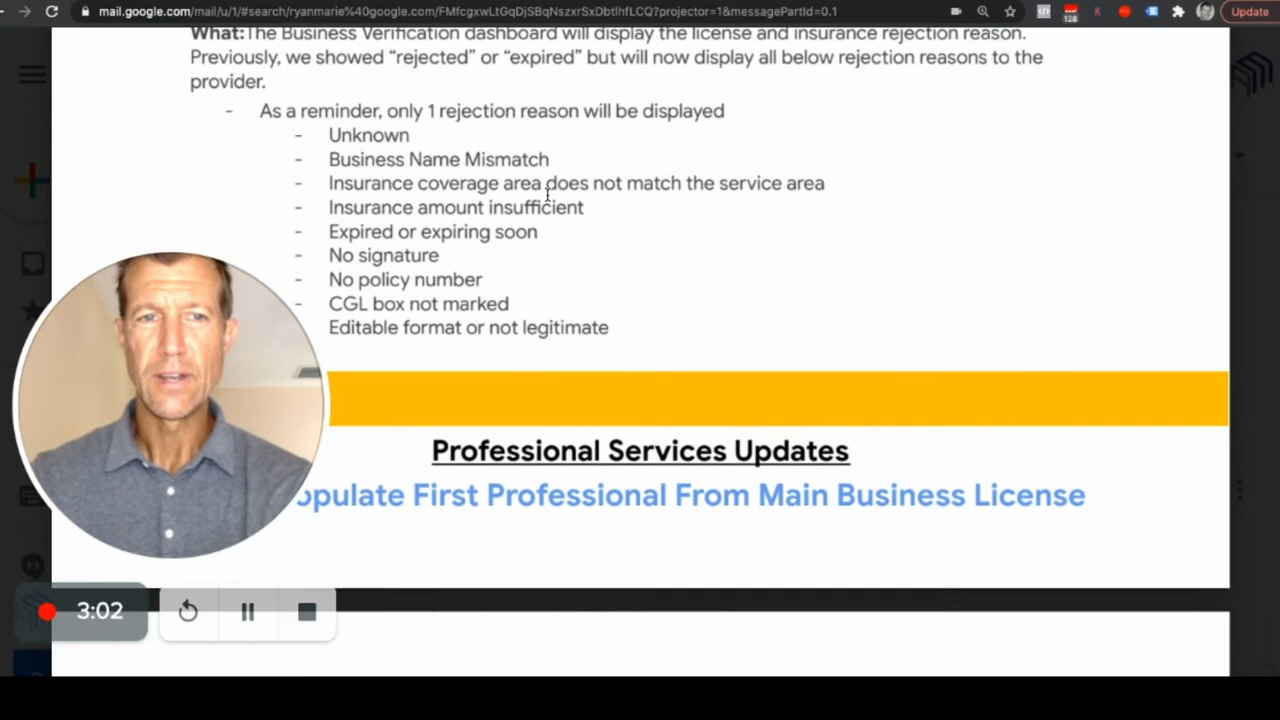 mail.google.com/mail/u/1/#search/ryanmarie%40google.com/FMfcgxwLtGqDjSBqNszxrSxDbtlhfLCQ?projector=1&messagePartId=0.1
128
K
Update
What: The Business Verification dashboard will display the license and insurance rejection reason.
Previously, we showed “rejected” or “expired” but will now display all below rejection reasons to the
provider.
- As a reminder, only 1 rejection reason will be displayed
- Unknown
- Business Name Mismatch
- Insurance coverage area does not match the service area
- Insurance amount insufficient
- Expired or expiring soon
- No signature
- No policy number
- CGL box not marked
Editable format or not legitimate
Professional Services Updates
opulate First Professional From Main Business License
3:02